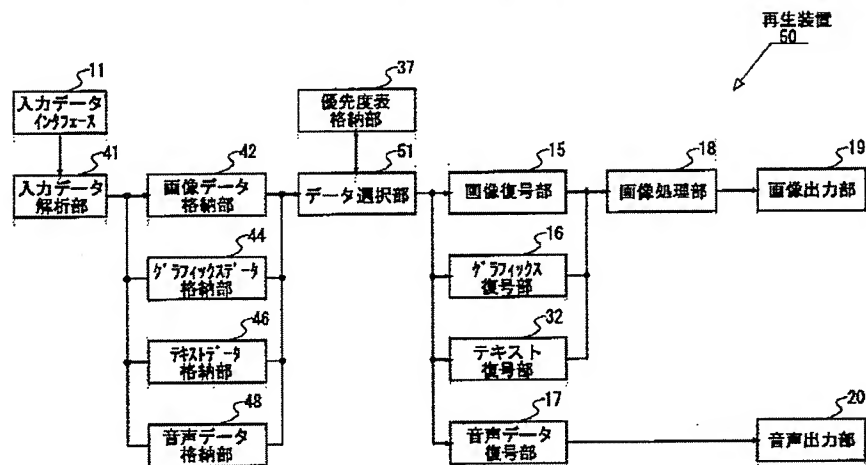 再生装置
50
11
入力データ
インタフェース
37
優先度表
格納部
41
入力データ
解析部
42
画像データ
格納部
51
データ選択部
15
画像復号部
18
画像処理部
19
画像出力部
44
グラフィックスデータ
格納部
16
グラフィックス
復号部
46
テキストデータ
格納部
32
テキスト
復号部
48
音声データ
格納部
17
音声データ
復号部
20
音声出力部